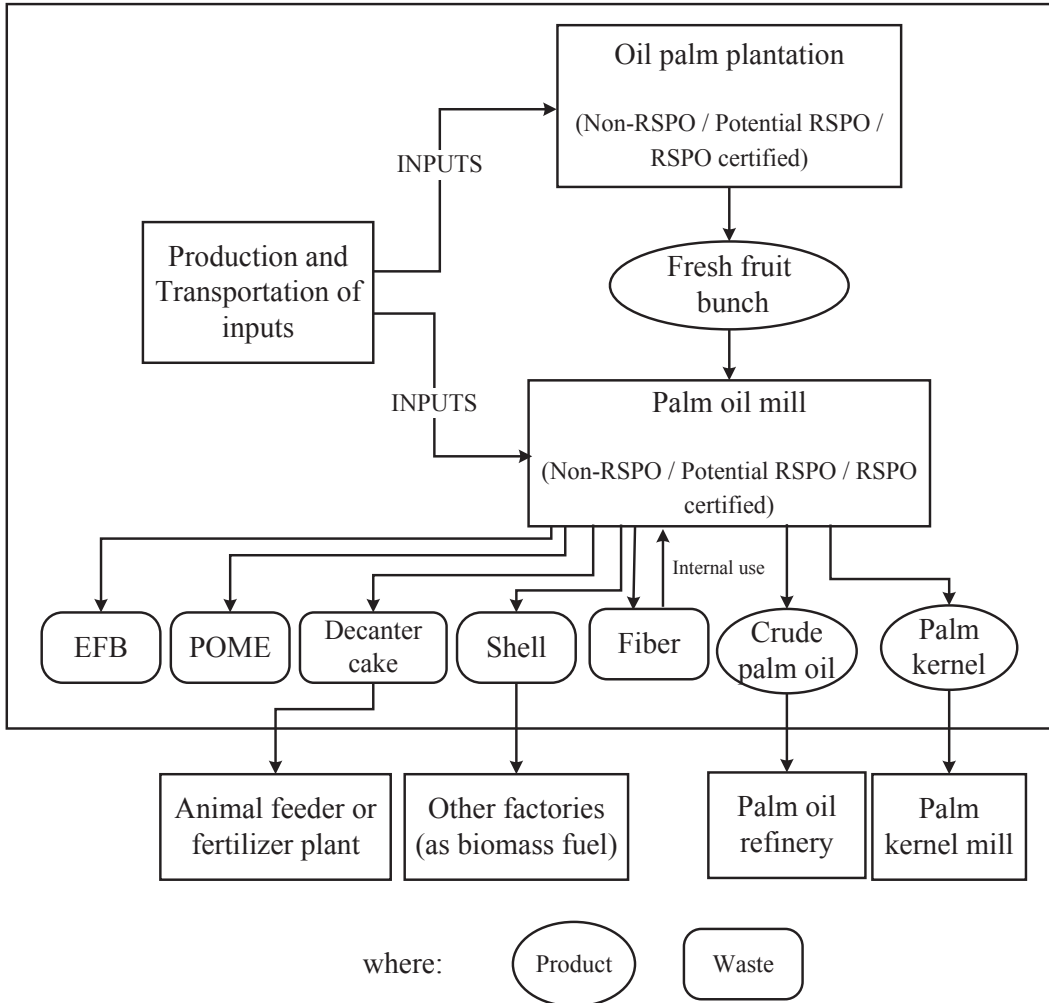 Oil palm plantation
(Non-RSPO / Potential RSPO /
RSPO certified)
INPUTS
Production and
Transportation of
inputs
Fresh fruit
bunch
INPUTS
Palm oil mill
(Non-RSPO / Potential RSPO / RSPO
certified)
Internal use
EFB
POME
Decanter
cake
Shell
Fiber
Crude
palm oil
Palm
kernel
Animal feeder or
fertilizer plant
Other factories
(as biomass fuel)
Palm oil
refinery
Palm
kernel mill
where:
Product
Waste